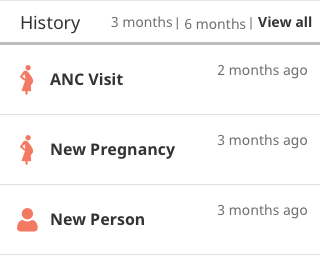 History 3 months | 6 months | View all
ANC Visit 2 months ago
New Pregnancy 3 months ago
New Person 3 months ago